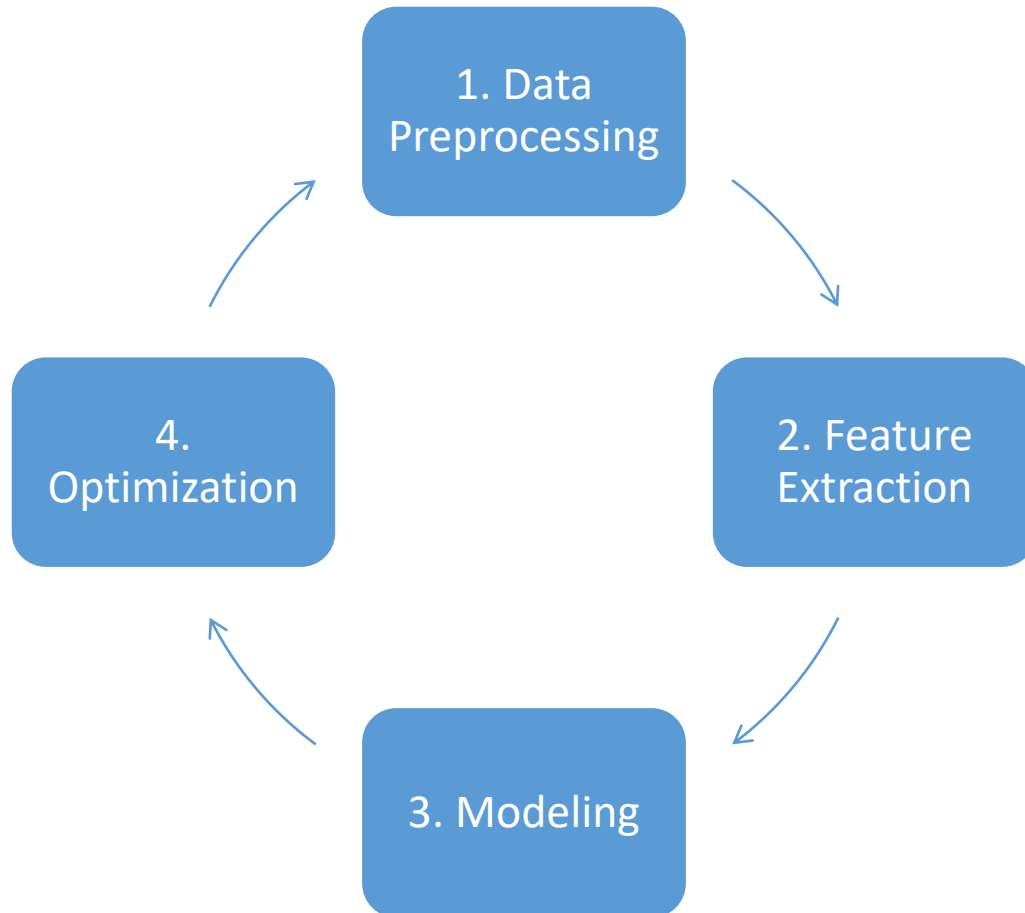 1. Data
Preprocessing
2. Feature
Extraction
3. Modeling
4.
Optimization